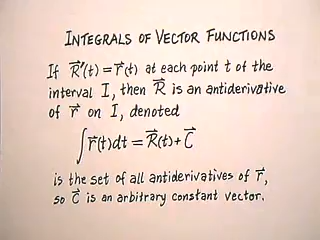 INTEGRALS OF VECTOR FUNCTIONS
If R⃗'(t) = r⃗(t) at each point t of the
interval I, then R⃗ is an antiderivative
of r⃗ on I, denoted
∫r⃗(t)dt = R⃗(t) + C⃗
is the set of all antiderivatives of r⃗,
so C⃗ is an arbitrary constant vector.